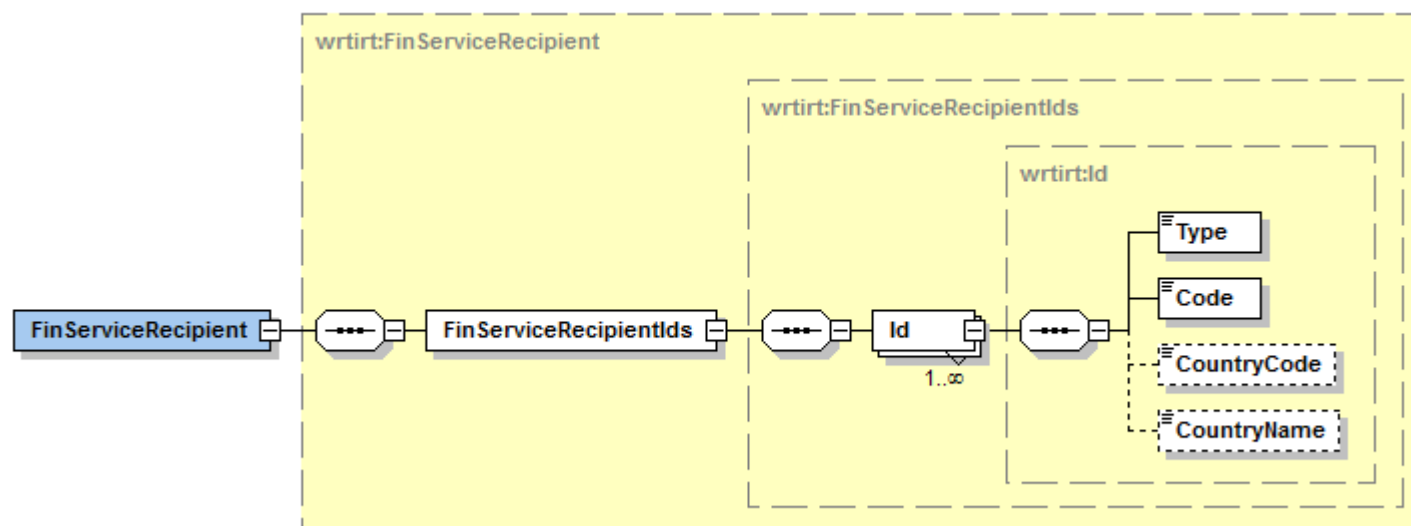 wrtirt:FinServiceRecipient
wrtirt:FinServiceRecipientIds
wrtirt:Id
Type
Code
FinServiceRecipient
FinServiceRecipientIds
Id
1..∞
CountryCode
CountryName